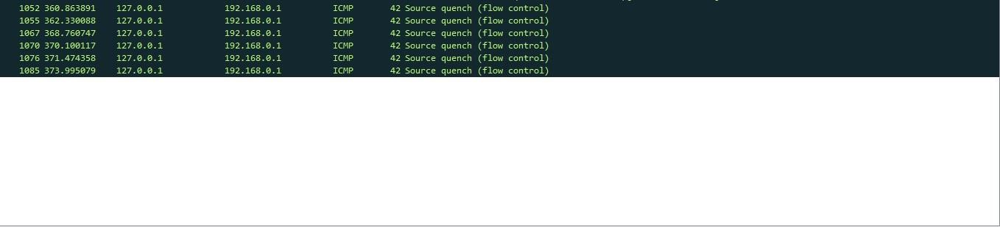 1052 360.863891 127.0.0.1 192.168.0.1 ICMP 42 Source quench (flow control)
1055 362.330088 127.0.0.1 192.168.0.1 ICMP 42 Source quench (flow control)
1067 368.760747 127.0.0.1 192.168.0.1 ICMP 42 Source quench (flow control)
1070 370.100117 127.0.0.1 192.168.0.1 ICMP 42 Source quench (flow control)
1076 371.474358 127.0.0.1 192.168.0.1 ICMP 42 Source quench (flow control)
1085 373.995079 127.0.0.1 192.168.0.1 ICMP 42 Source quench (flow control)